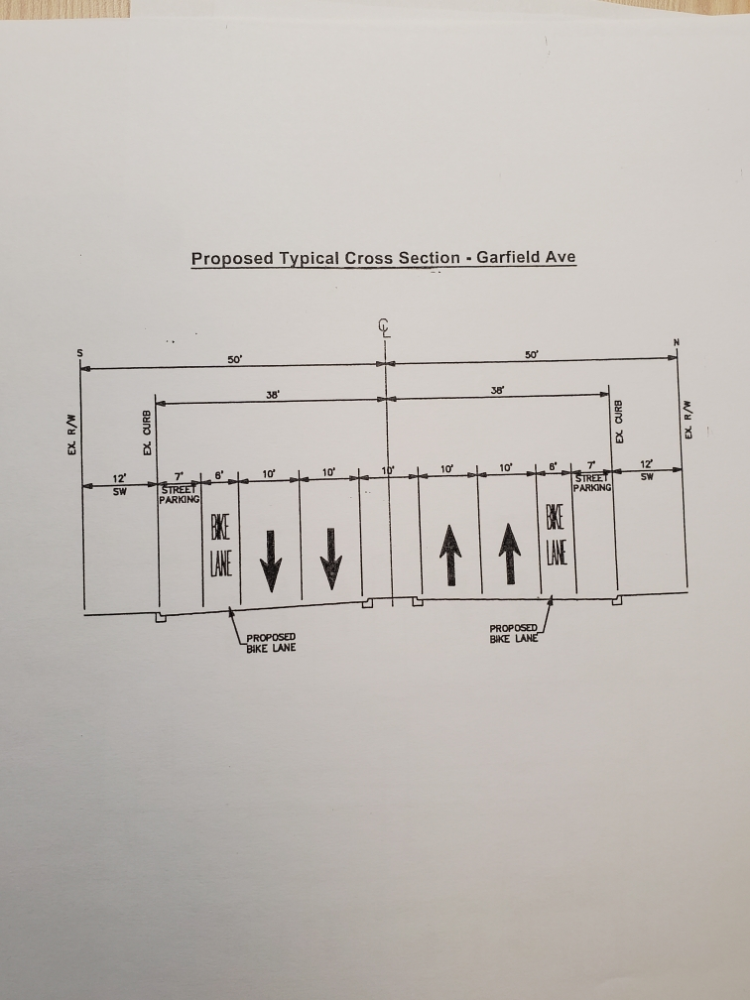 Proposed Typical Cross Section - Garfield Ave
℄
S
N
50'
50'
38'
38'
EX. R/W
EX. CURB
EX. CURB
EX. R/W
12'
SW
7'
STREET
PARKING
6'
10'
10'
10'
10'
10'
6'
7'
STREET
PARKING
12'
SW
BIKE
LANE
BIKE
LANE
PROPOSED
BIKE LANE
PROPOSED
BIKE LANE